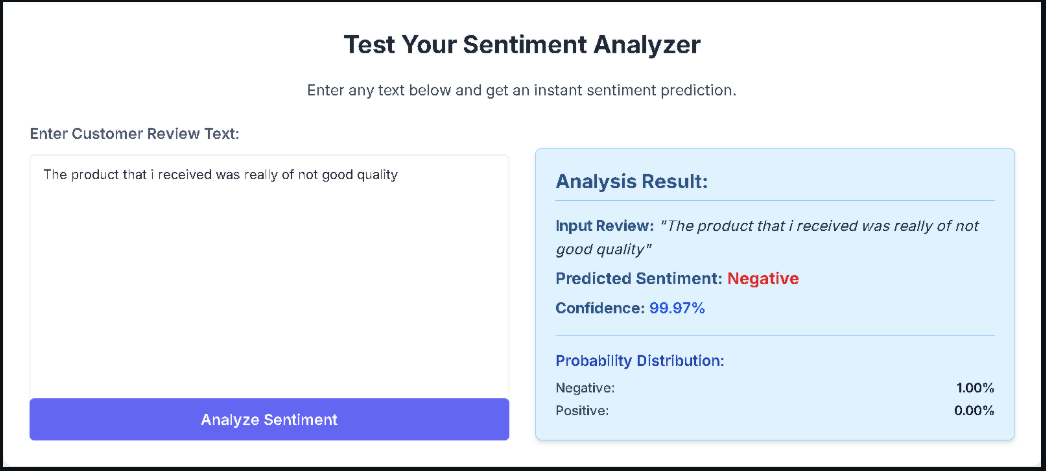 Test Your Sentiment Analyzer
Enter any text below and get an instant sentiment prediction.
Enter Customer Review Text:
The product that i received was really of not good quality
Analyze Sentiment
Analysis Result:
Input Review: "The product that i received was really of not
good quality"
Predicted Sentiment: Negative
Confidence: 99.97%
Probability Distribution:
Negative: 1.00%
Positive: 0.00%